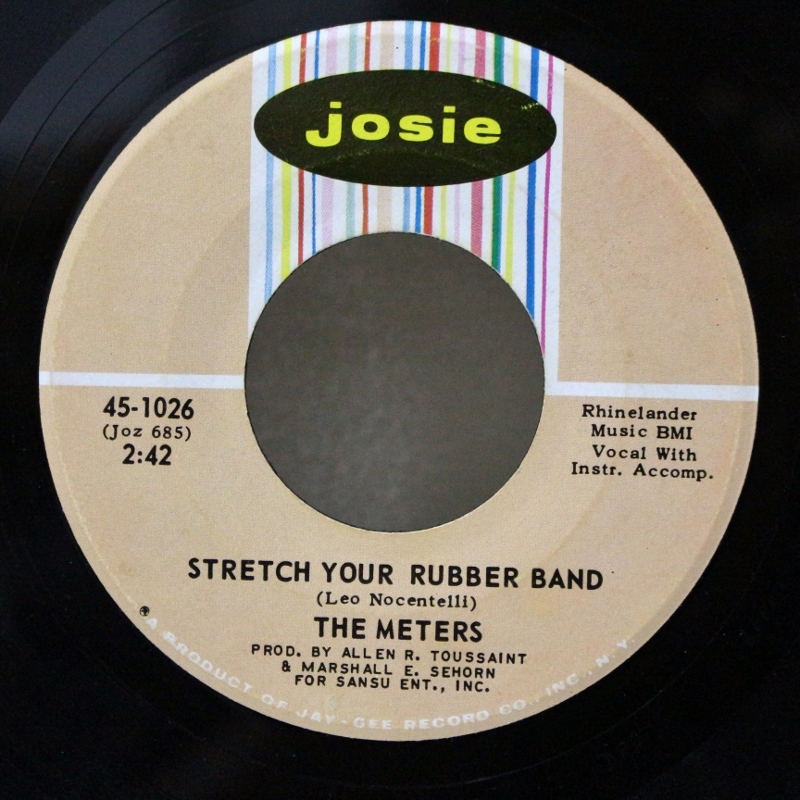 josie
45-1026
(Joz 685)
2:42
Rhinelander
Music BMI
Vocal With
Instr. Accomp.
STRETCH YOUR RUBBER BAND
(Leo Nocentelli)
THE METERS
PROD. BY ALLEN R. TOUSSAINT
& MARSHALL E. SEHORN
FOR SANSU ENT., INC.
A PRODUCT OF JAY-GEE RECORD CO., INC., N.Y.